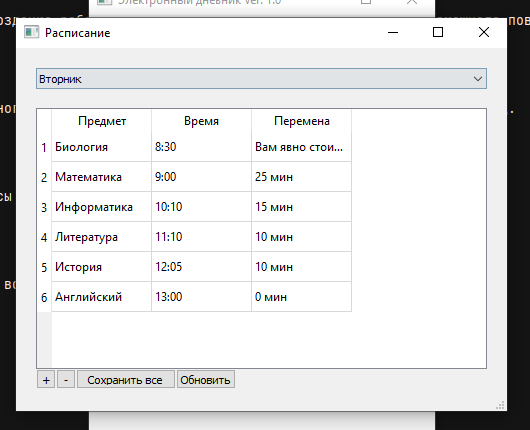 Электронный дневник ver. 1.0
Расписание
Вторник
Предмет Время Перемена
1 Биология 8:30 Вам явно стои...
2 Математика 9:00 25 мин
3 Информатика 10:10 15 мин
4 Литература 11:10 10 мин
5 История 12:05 10 мин
6 Английский 13:00 0 мин
+ - Сохранить все Обновить